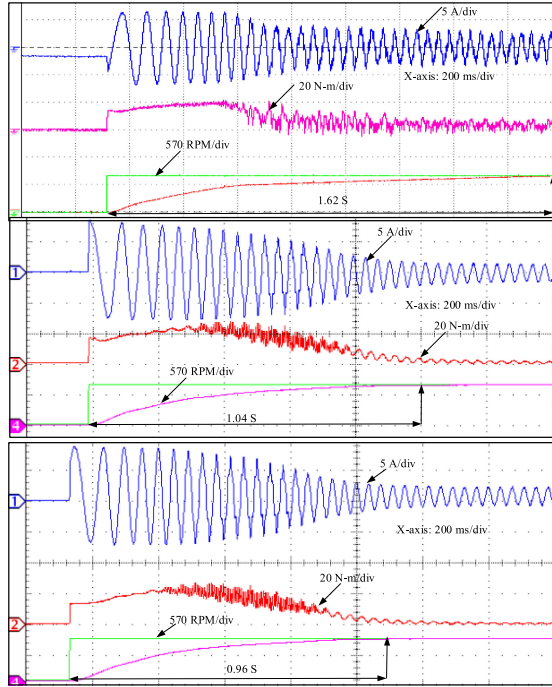 5 A/div
X-axis: 200 ms/div
20 N-m/div
570 RPM/div
1.62 S
1
5 A/div
X-axis: 200 ms/div
20 N-m/div
2
570 RPM/div
1.04 S
4
5 A/div
1
X-axis: 200 ms/div
20 N-m/div
2
570 RPM/div
0.96 S
4